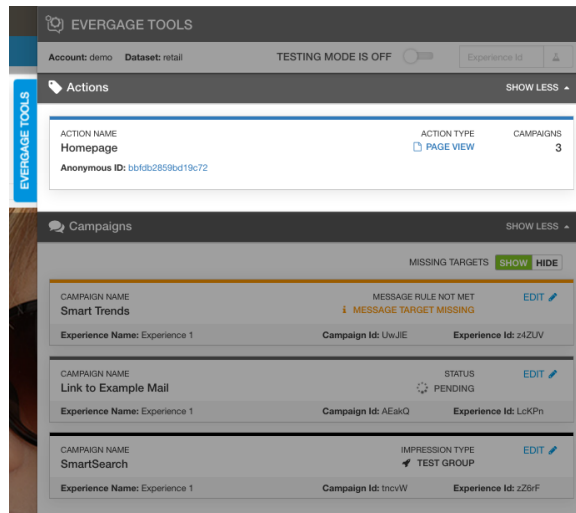 EVERGAGE TOOLS
Account: demo Dataset: retail TESTING MODE IS OFF Experience Id
Actions SHOW LESS
EVERGAGE TOOLS
ACTION NAME ACTION TYPE CAMPAIGNS
Homepage PAGE VIEW 3
Anonymous ID: bbfdb2859bd19c72
Campaigns SHOW LESS
MISSING TARGETS SHOW HIDE
CAMPAIGN NAME MESSAGE RULE NOT MET EDIT
Smart Trends MESSAGE TARGET MISSING
Experience Name: Experience 1 Campaign Id: UwJIE Experience Id: z4ZUV
CAMPAIGN NAME STATUS EDIT
Link to Example Mail PENDING
Experience Name: Experience 1 Campaign Id: AEakQ Experience Id: LcKPn
CAMPAIGN NAME IMPRESSION TYPE EDIT
SmartSearch TEST GROUP
Experience Name: Experience 1 Campaign Id: tncvW Experience Id: zZ6rF